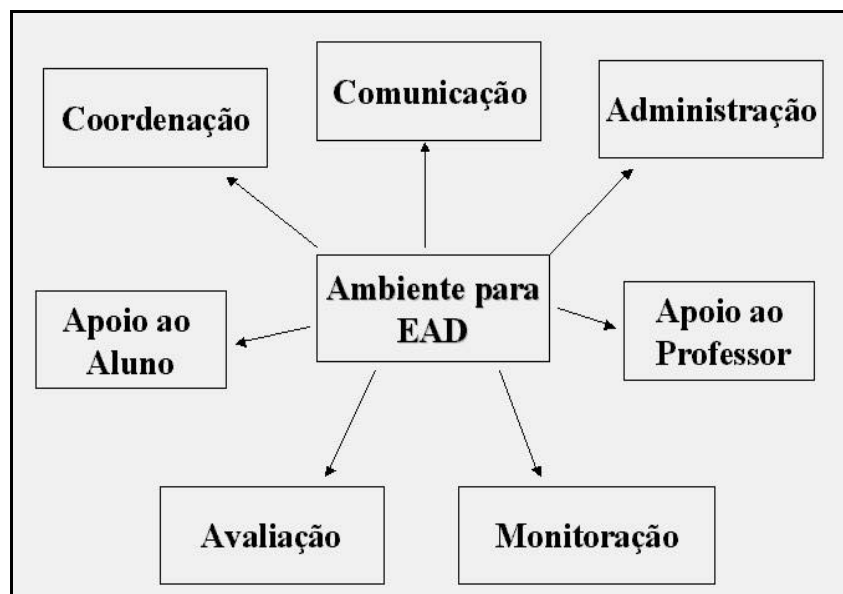 Coordenação
Comunicação
Administração
Ambiente para
EAD
Apoio ao
Aluno
Apoio ao
Professor
Avaliação
Monitoração